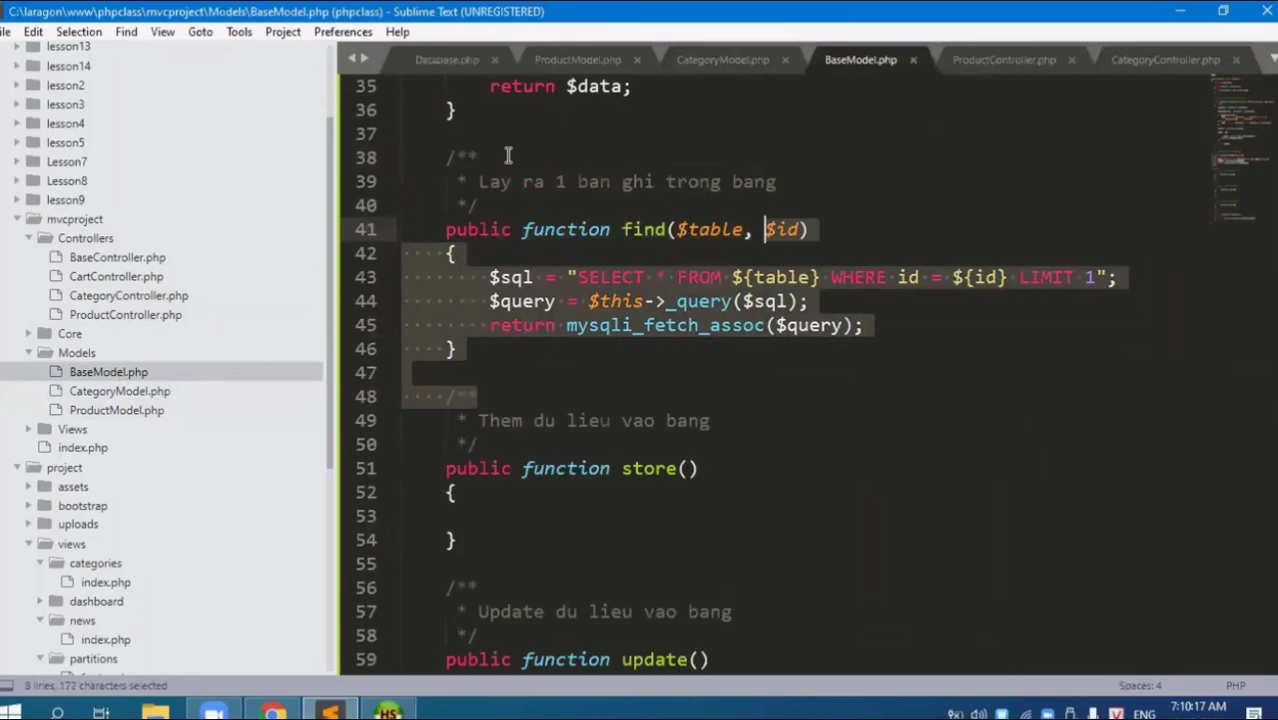 C:\laragon\www\phpclass\mvcproject\Models\BaseModel.php (phpclass) - Sublime Text (UNREGISTERED)
ile Edit Selection Find View Goto Tools Project Preferences Help
lesson13
lesson14
lesson2
lesson3
lesson4
lesson5
Lesson7
Lesson8
lesson9
mvcproject
Controllers
BaseController.php
CartController.php
CategoryController.php
ProductController.php
Core
Models
BaseModel.php
CategoryModel.php
ProductModel.php
Views
index.php
project
assets
bootstrap
uploads
views
categories
index.php
dashboard
news
index.php
partitions
Database.php × ProductModel.php × CategoryModel.php × BaseModel.php × ProductController.php × CategoryController.php ×
35 return $data;
36 }
37
38 /**
39 * Lay ra 1 ban ghi trong bang
40 */
41 public function find($table, $id)
42 {
43 $sql = "SELECT * FROM ${table} WHERE id = ${id} LIMIT 1";
44 $query = $this->_query($sql);
45 return mysqli_fetch_assoc($query);
46 }
47
48 /**
49 * Them du lieu vao bang
50 */
51 public function store()
52 {
53
54 }
55
56 /**
57 * Update du lieu vao bang
58 */
59 public function update()
8 lines, 172 characters selected
Spaces: 4 PHP
HS
V ENG 7:10:17 AM